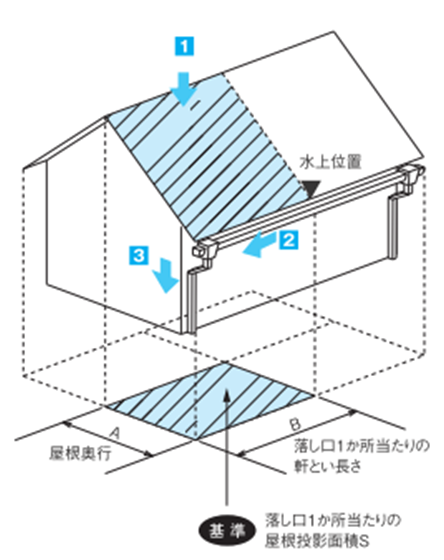 1
水上位置
2
3
A
屋根奥行
B
落し口1か所当たりの
軒とい長さ
基準
落し口1か所当たりの
屋根投影面積S